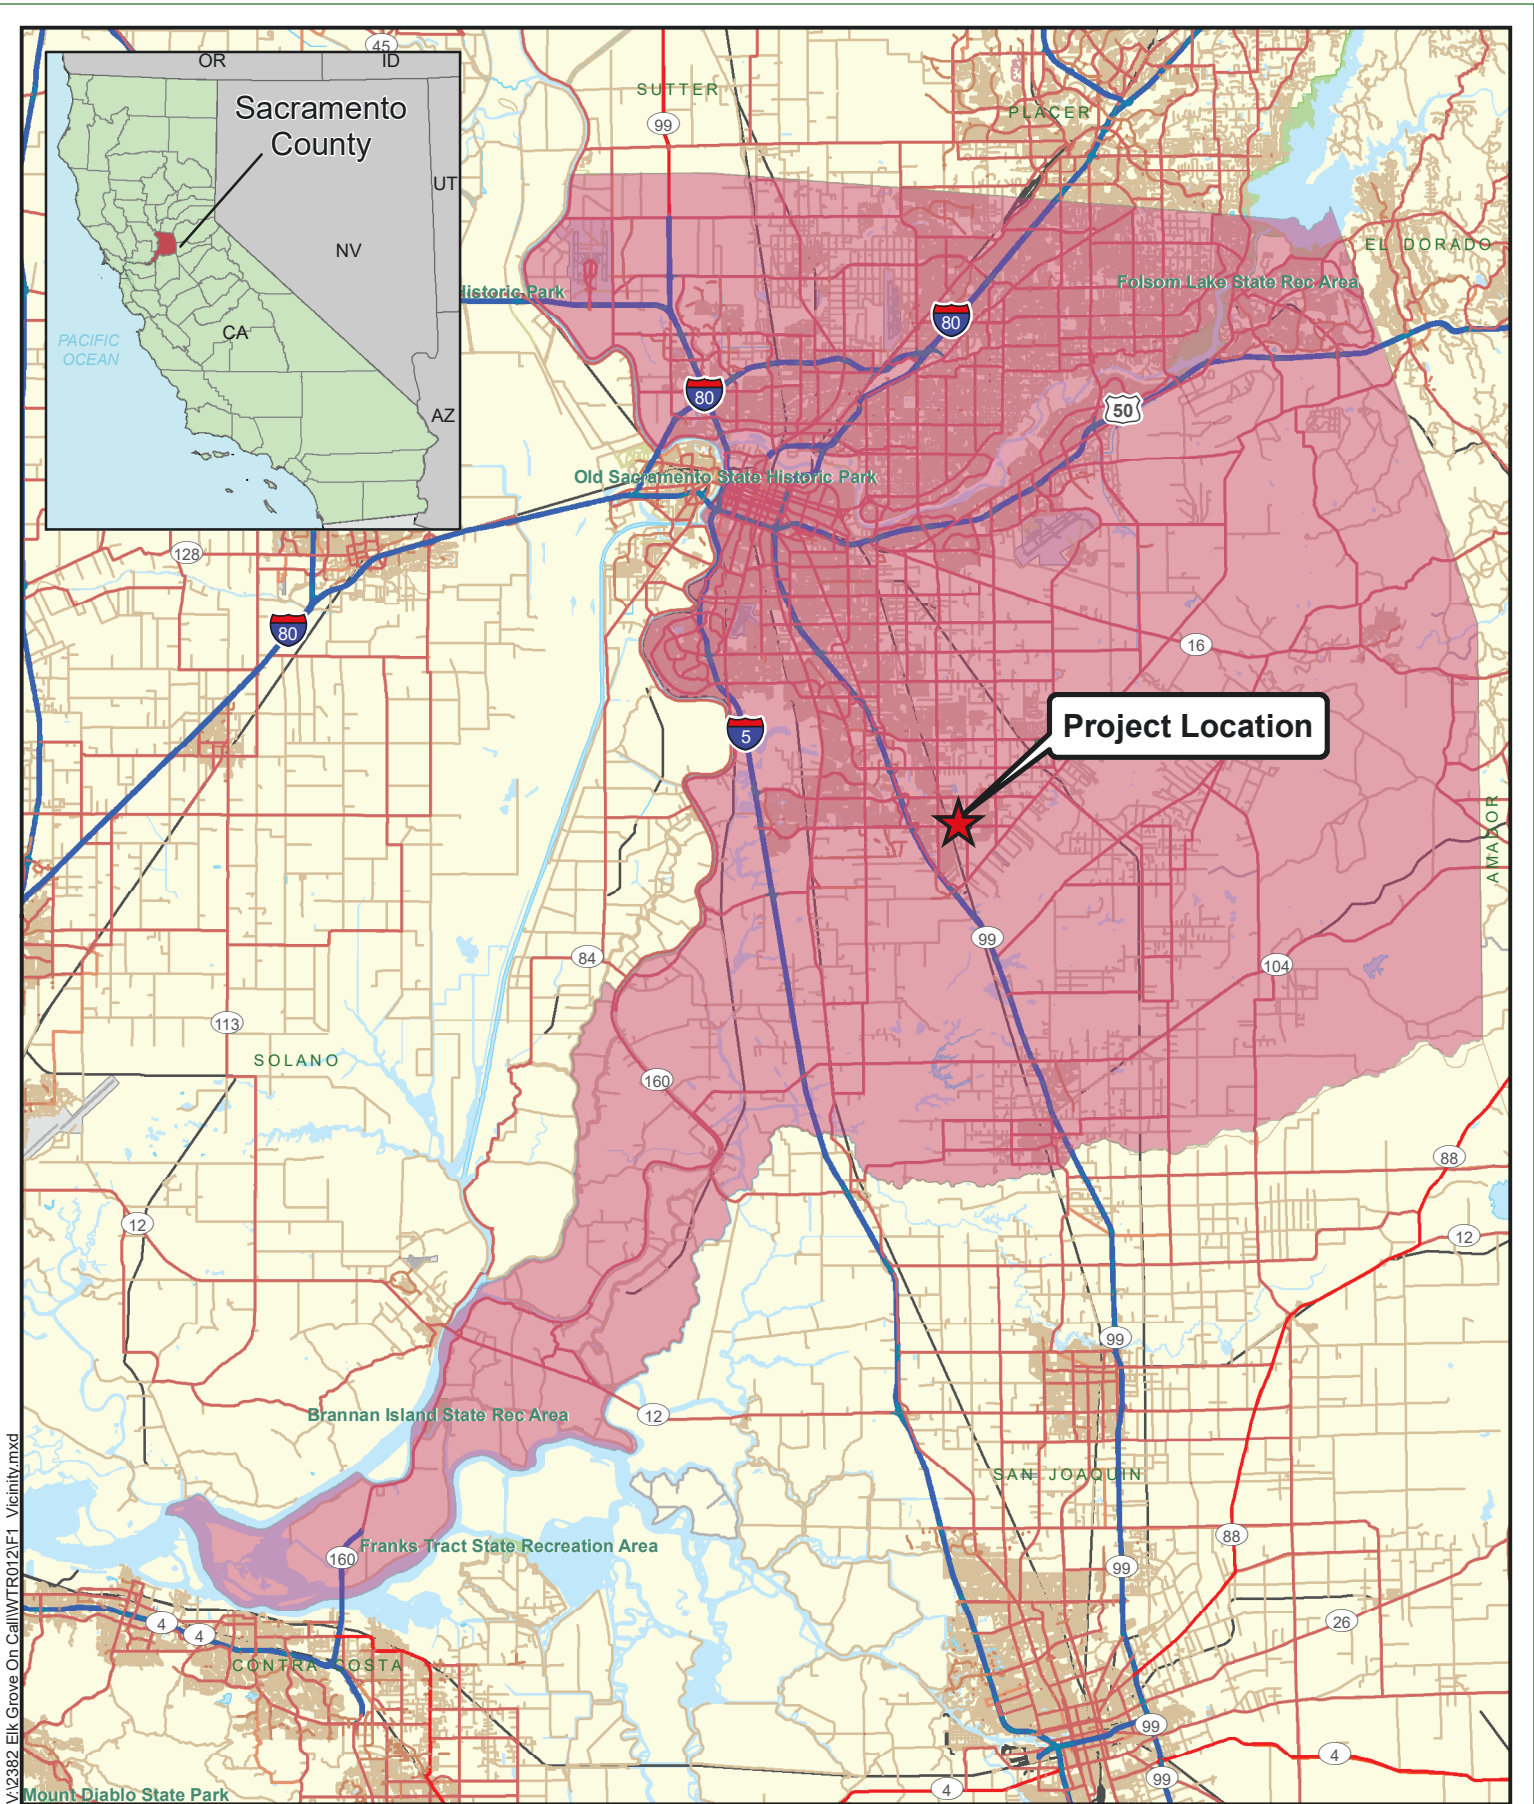 45
OR
ID
Sacramento
County
UT
NV
CA
AZ
PACIFIC
OCEAN
SUTTER
99
PLACER
EL DORADO
Folsom Lake State Rec Area
Historic Park
80
80
50
Old Sacramento State Historic Park
128
80
16
5
Project Location
AMADOR
99
84
104
113
SOLANO
160
88
12
12
99
Brannan Island State Rec Area
12
SAN JOAQUIN
88
Franks Tract State Recreation Area
160
99
4
4
26
CONTRA COSTA
99
4
99
4
Mount Diablo State Park
V:\2382 Elk Grove On Call\WTR012\F1 Vicinity.mxd